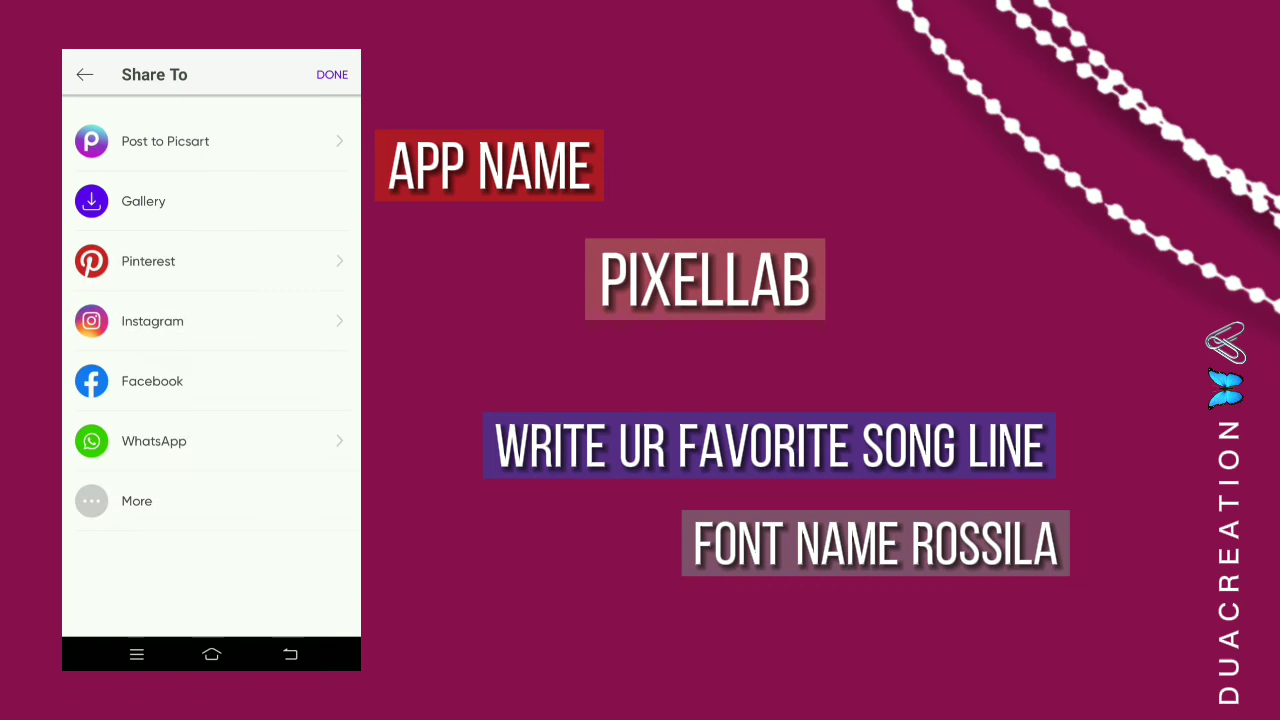 Share To
DONE
Post to Picsart
Gallery
Pinterest
Instagram
Facebook
WhatsApp
More
APP NAME
PIXELLAB
WRITE UR FAVORITE SONG LINE
FONT NAME ROSSILA
DUACREATION